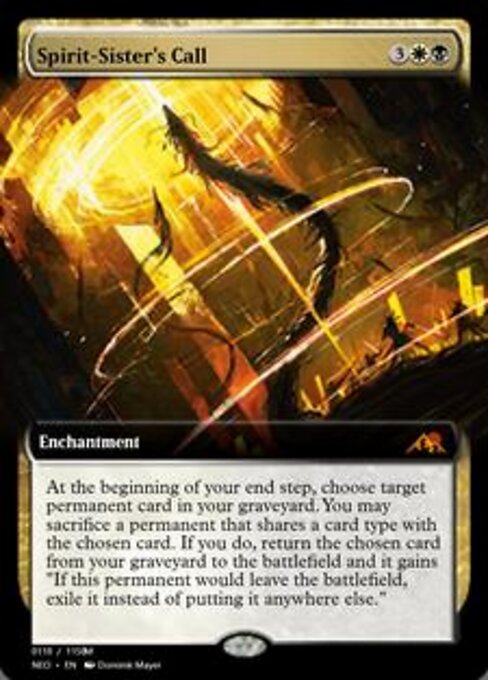 Spirit-Sister's Call
3
Enchantment
At the beginning of your end step, choose target
permanent card in your graveyard. You may
sacrifice a permanent that shares a card type with
the chosen card. If you do, return the chosen card
from your graveyard to the battlefield and it gains
"If this permanent would leave the battlefield,
exile it instead of putting it anywhere else."
NEO • EN Dominik Mayer